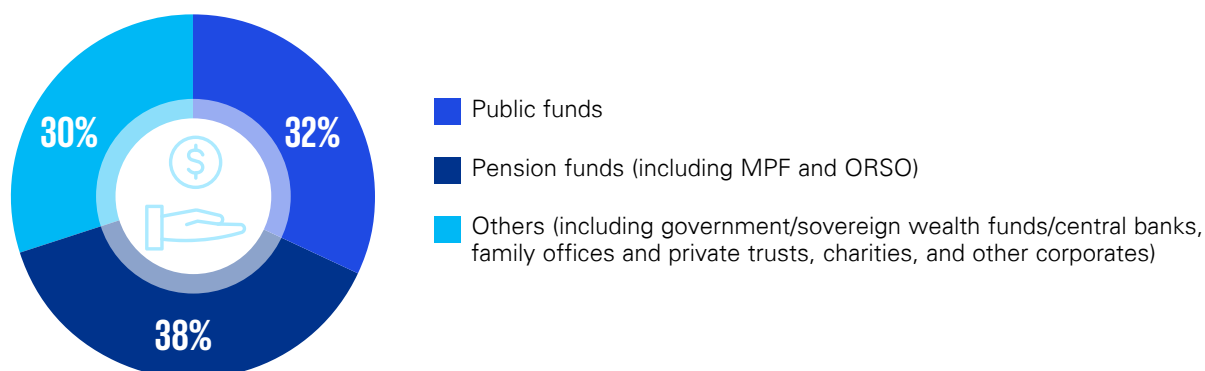 30%
32%
38%
$
Public funds
Pension funds (including MPF and ORSO)
Others (including government/sovereign wealth funds/central banks,
family offices and private trusts, charities, and other corporates)